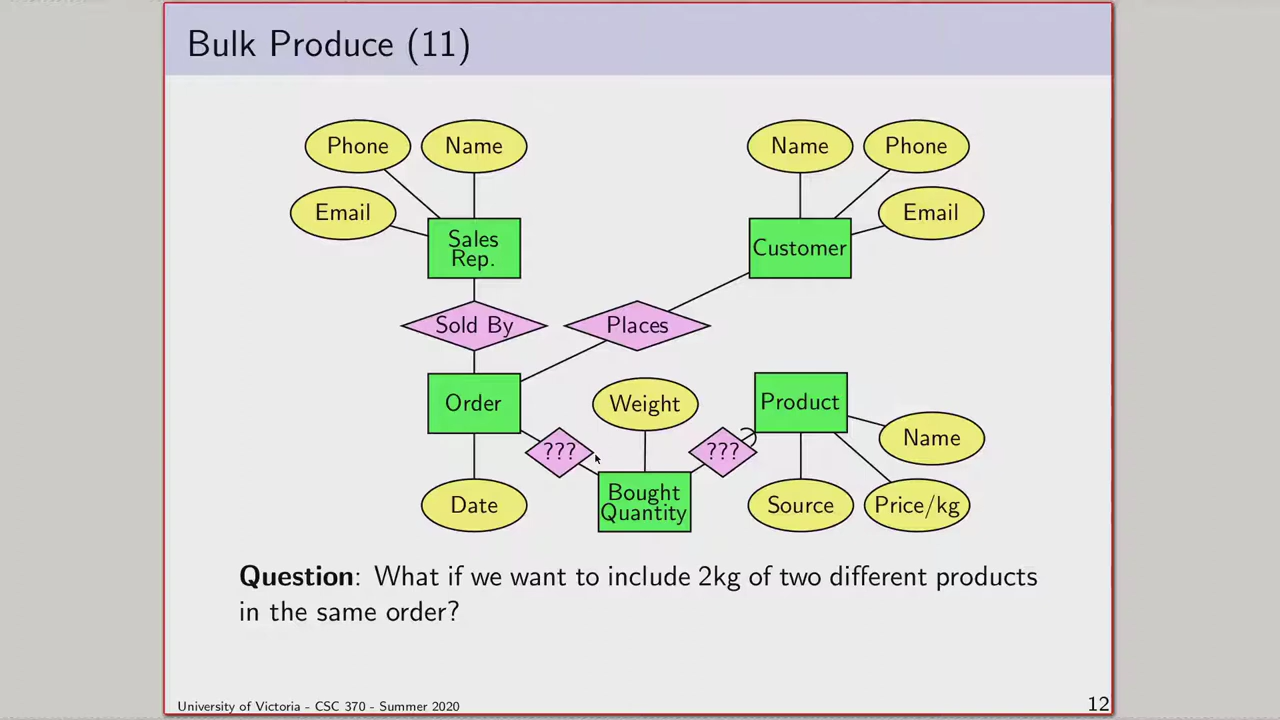 Bulk Produce (11)
Phone
Name
Name
Phone
Email
Email
Sales
Rep.
Customer
Sold By
Places
Order
Weight
Product
???
???
Name
Date
Bought
Quantity
Source
Price/kg
Question: What if we want to include 2kg of two different products
in the same order?
University of Victoria - CSC 370 - Summer 2020
12